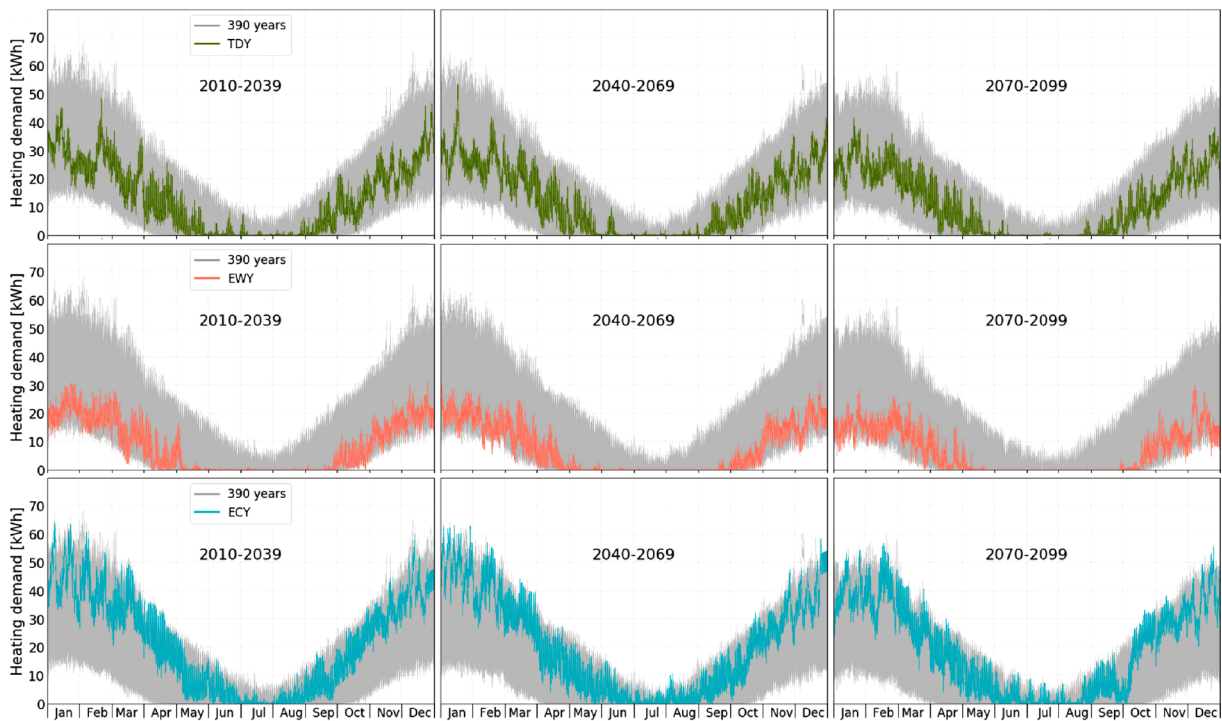 390 years
TDY
2010-2039
2040-2069
2070-2099
Heating demand [kWh]
70
60
50
40
30
20
10
0
390 years
EWY
2010-2039
2040-2069
2070-2099
Heating demand [kWh]
70
60
50
40
30
20
10
0
390 years
ECY
2010-2039
2040-2069
2070-2099
Heating demand [kWh]
70
60
50
40
30
20
10
0
Jan Feb Mar Apr May Jun Jul Aug Sep Oct Nov Dec
Jan Feb Mar Apr May Jun Jul Aug Sep Oct Nov Dec
Jan Feb Mar Apr May Jun Jul Aug Sep Oct Nov Dec